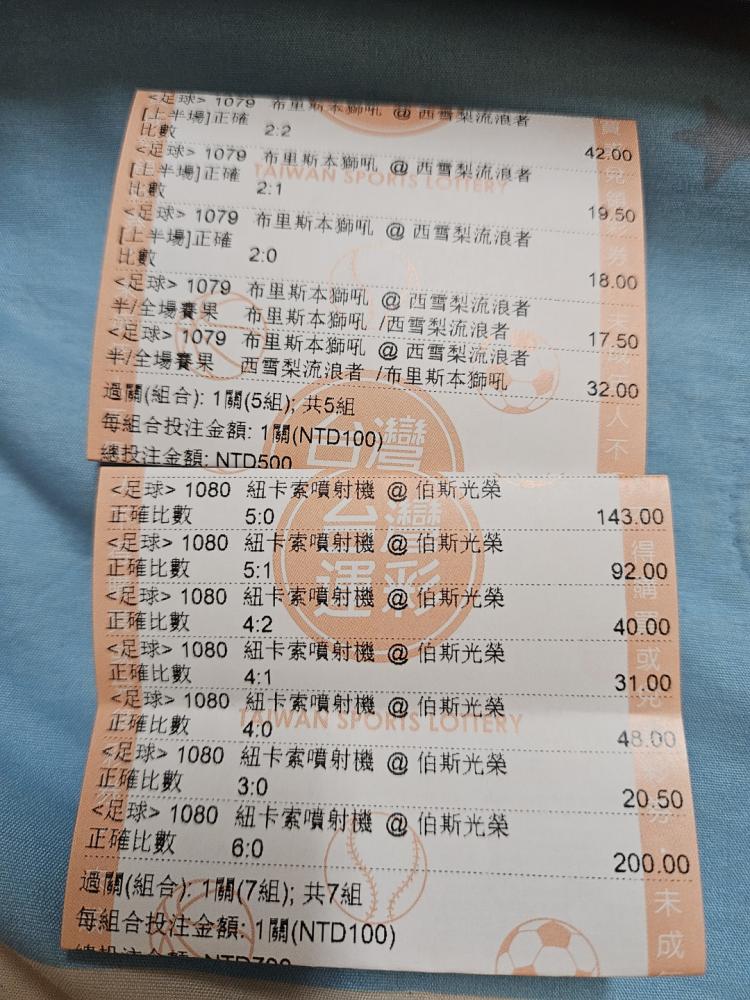 <足球> 1079 布里斯本獅吼 @ 西雪梨流浪者
[上半場]正確
比數 2:2 42.00
<足球> 1079 布里斯本獅吼 @ 西雪梨流浪者
TAIWAN SPORTS LOTTERY
[上半場]正確
比數 2:1 19.50
<足球> 1079 布里斯本獅吼 @ 西雪梨流浪者
[上半場]正確
比數 2:0 18.00
<足球> 1079 布里斯本獅吼 @ 西雪梨流浪者
半/全場賽果 布里斯本獅吼 /西雪梨流浪者 17.50
<足球> 1079 布里斯本獅吼 @ 西雪梨流浪者
半/全場賽果 西雪梨流浪者 /布里斯本獅吼 32.00
過關(組合): 1關(5組); 共5組
每組合投注金額: 1關(NTD100)
總投注金額: NTD500
台灣
<足球> 1080 紐卡索噴射機 @ 伯斯光榮
正確比數 5:0 143.00
<足球> 1080 紐卡索噴射機 @ 伯斯光榮
正確比數 5:1 92.00
台灣
運彩
<足球> 1080 紐卡索噴射機 @ 伯斯光榮
正確比數 4:2 40.00
<足球> 1080 紐卡索噴射機 @ 伯斯光榮
正確比數 4:1 31.00
<足球> 1080 紐卡索噴射機 @ 伯斯光榮
TAIWAN SPORTS LOTTERY
正確比數 4:0 48.00
<足球> 1080 紐卡索噴射機 @ 伯斯光榮
正確比數 3:0 20.50
<足球> 1080 紐卡索噴射機 @ 伯斯光榮
正確比數 6:0 200.00
過關(組合): 1關(7組); 共7組
每組合投注金額: 1關(NTD100)
總投注金額: NTD700
得購買或兌
未成